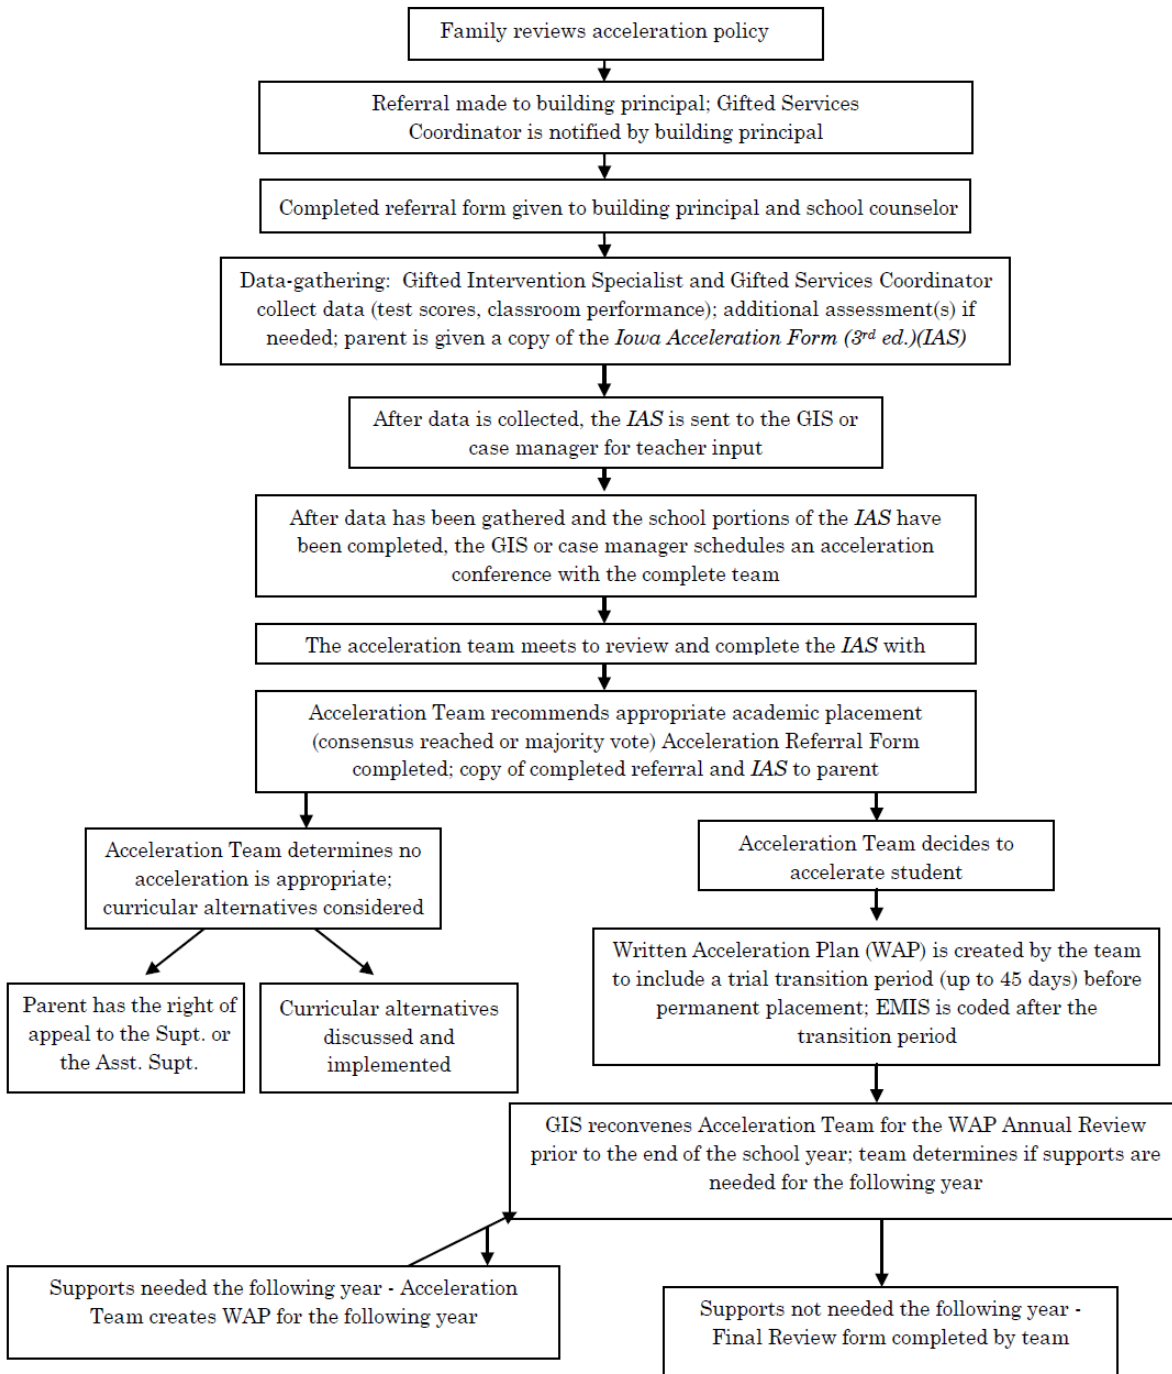 Family reviews acceleration policy
Referral made to building principal; Gifted Services
Coordinator is notified by building principal
Completed referral form given to building principal and school counselor
Data-gathering: Gifted Intervention Specialist and Gifted Services Coordinator
collect data (test scores, classroom performance); additional assessment(s) if
needed; parent is given a copy of the Iowa Acceleration Form (3rd ed.)(IAS)
After data is collected, the IAS is sent to the GIS or
case manager for teacher input
After data has been gathered and the school portions of the IAS have
been completed, the GIS or case manager schedules an acceleration
conference with the complete team
The acceleration team meets to review and complete the IAS with
Acceleration Team recommends appropriate academic placement
(consensus reached or majority vote) Acceleration Referral Form
completed; copy of completed referral and IAS to parent
Acceleration Team determines no
acceleration is appropriate;
curricular alternatives considered
Acceleration Team decides to
accelerate student
Parent has the right of
appeal to the Supt. or
the Asst. Supt.
Curricular alternatives
discussed and
implemented
Written Acceleration Plan (WAP) is created by the team
to include a trial transition period (up to 45 days) before
permanent placement; EMIS is coded after the
transition period
GIS reconvenes Acceleration Team for the WAP Annual Review
prior to the end of the school year; team determines if supports are
needed for the following year
Supports needed the following year - Acceleration
Team creates WAP for the following year
Supports not needed the following year -
Final Review form completed by team